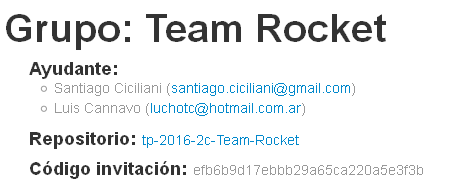 Grupo: Team Rocket
Ayudante:
Santiago Ciciliani (santiago.ciciliani@gmail.com)
Luis Cannavo (luchotc@hotmail.com.ar)
Repositorio: tp-2016-2c-Team-Rocket
Código invitación: efb6b9d17ebbb29a65ca220a5e3f3b